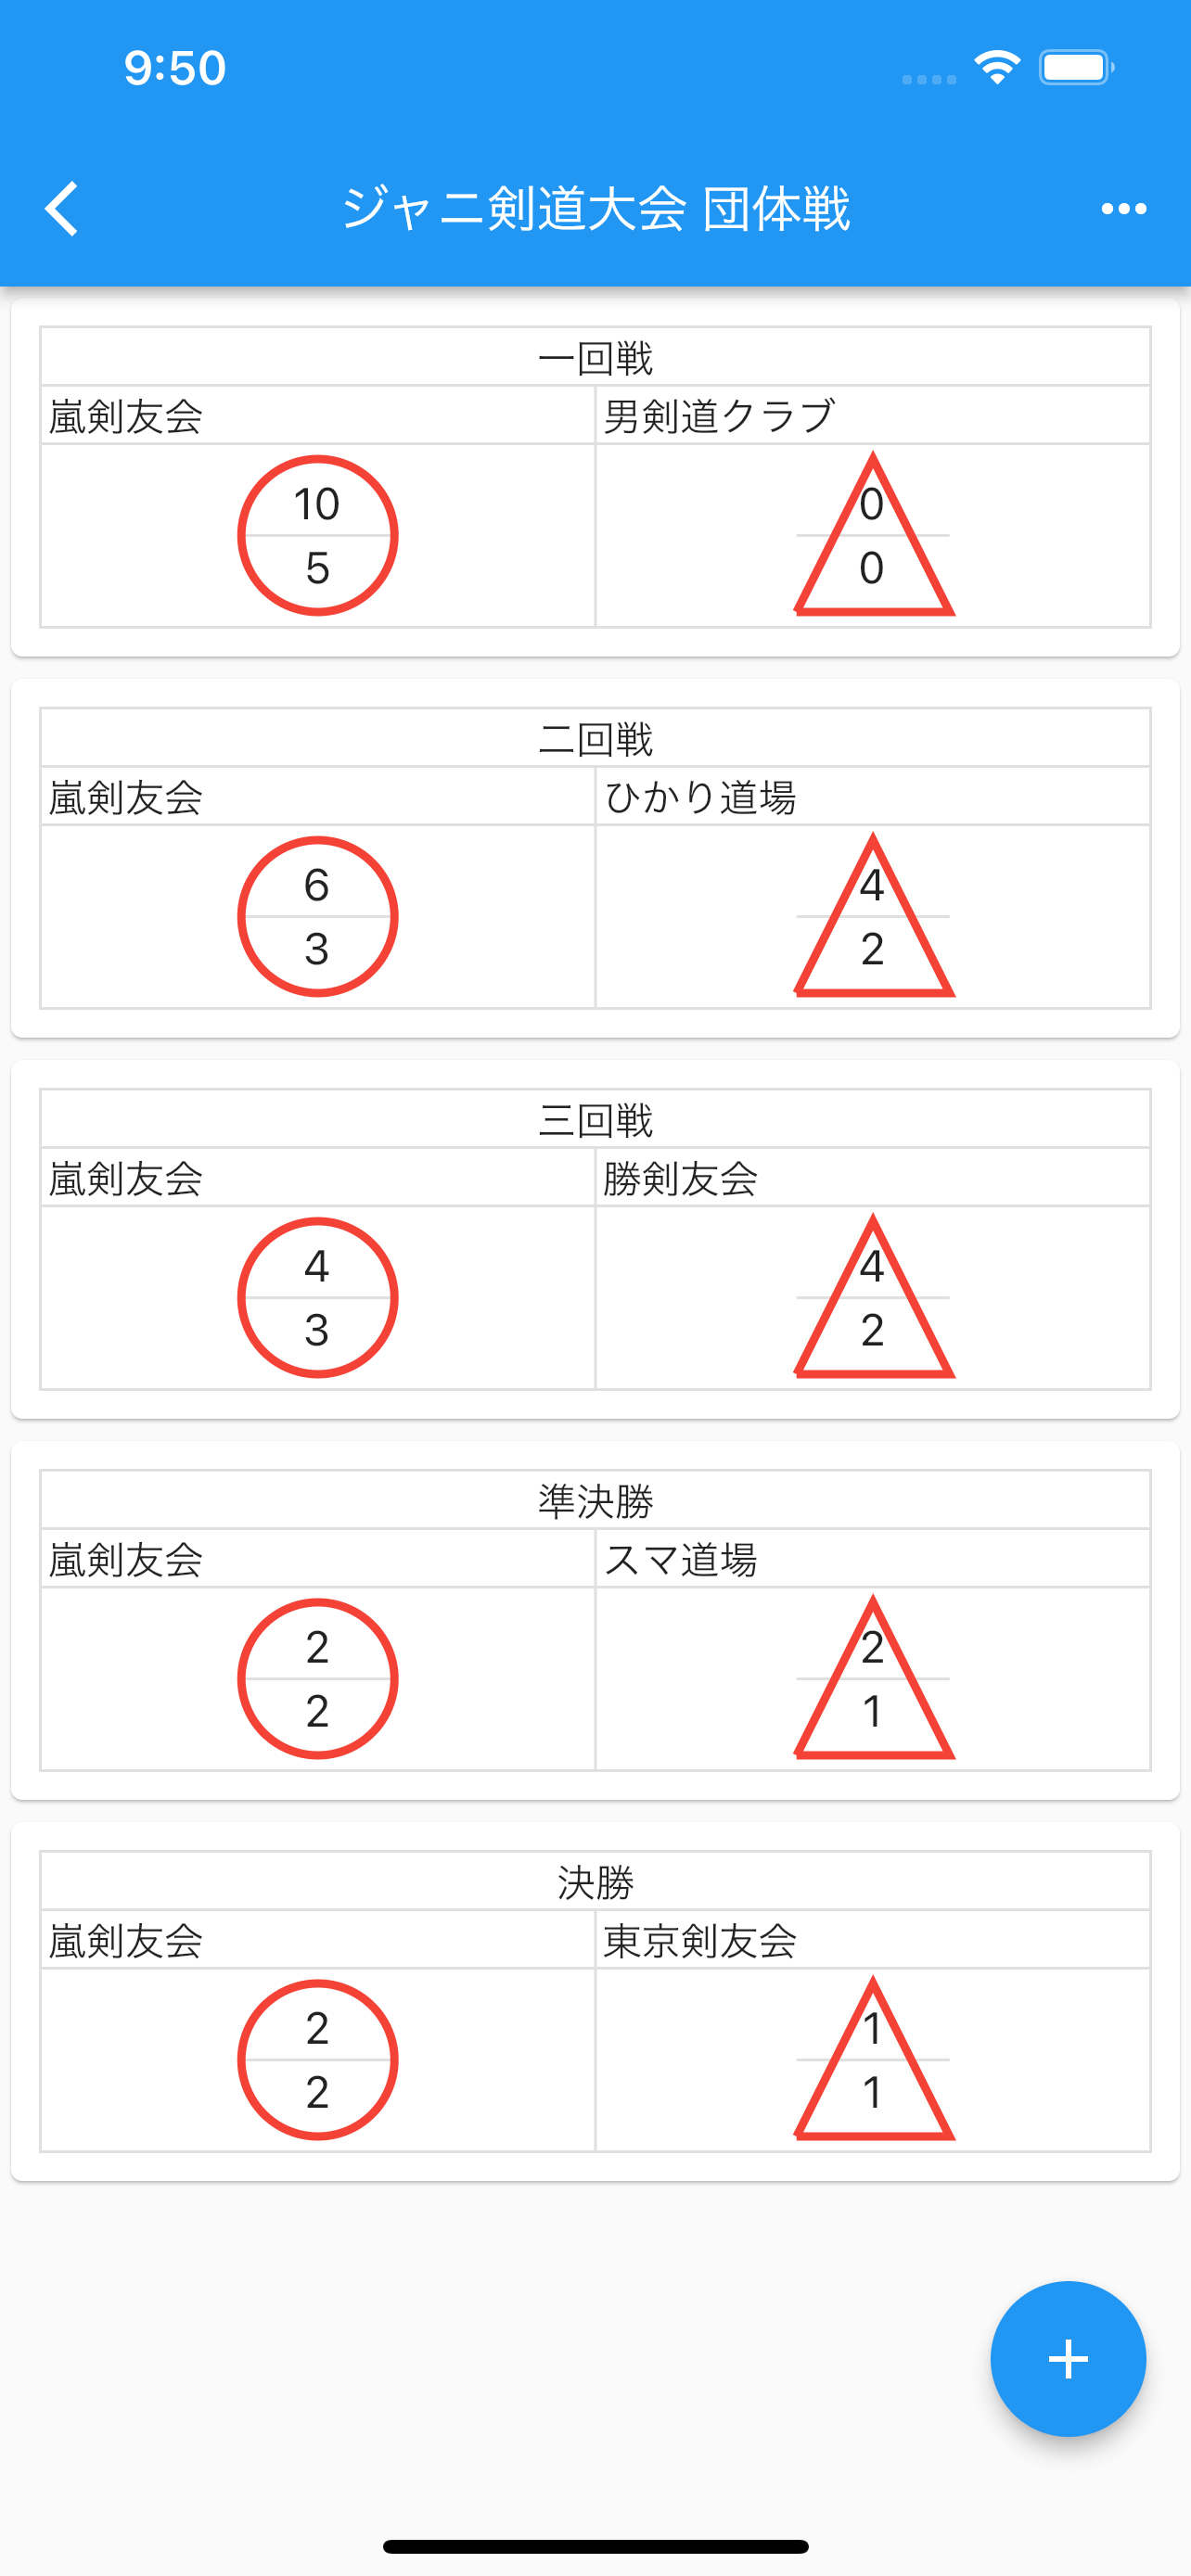 9:50
ジャニ剣道大会 団体戦
一回戦
嵐剣友会 男剣道クラブ
10 0
5 0
二回戦
嵐剣友会 ひかり道場
6 4
3 2
三回戦
嵐剣友会 勝剣友会
4 4
3 2
準決勝
嵐剣友会 スマ道場
2 2
2 1
決勝
嵐剣友会 東京剣友会
2 1
2 1